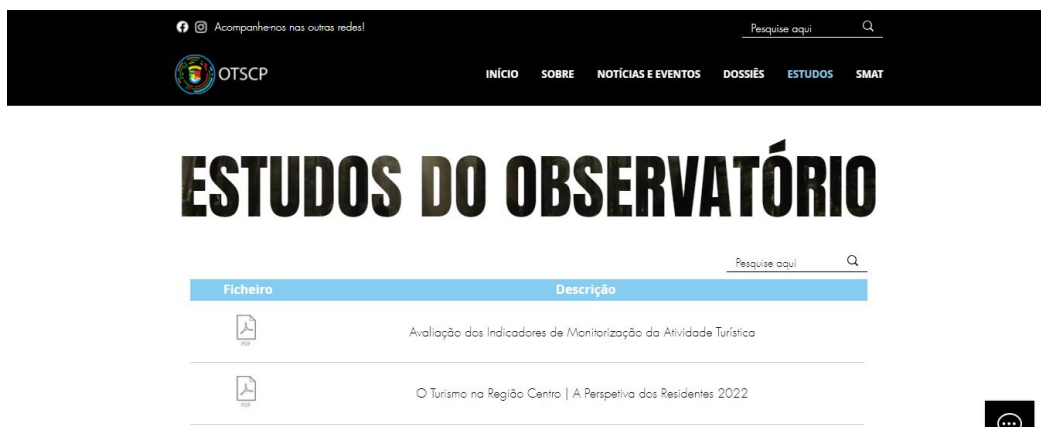 Acompanhe-nos nas outras redes!
Pesquise aqui
OTSCP
INÍCIO SOBRE NOTÍCIAS E EVENTOS DOSSIÊS ESTUDOS SMAT
ESTUDOS DO OBSERVATÓRIO
Pesquise aqui
Ficheiro Descrição
PDF
Avaliação dos Indicadores de Monitorização da Atividade Turística
PDF
O Turismo na Região Centro | A Perspetiva dos Residentes 2022